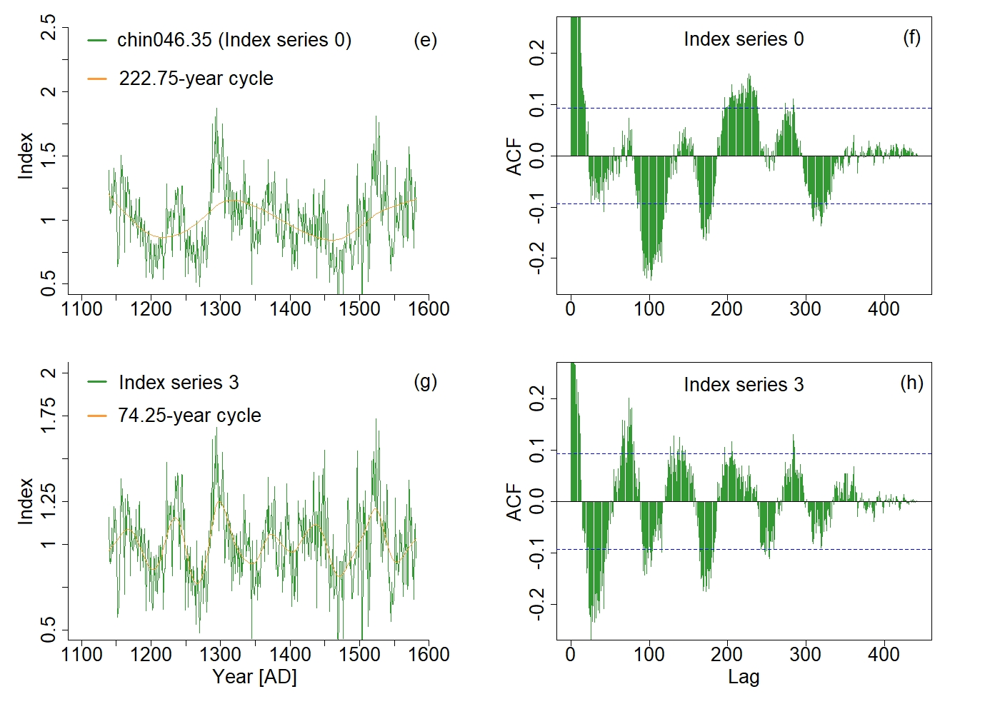 chin046.35 (Index series 0)
222.75-year cycle
(e)
Index
2.5
2
1.5
1
0.5
1100 1200 1300 1400 1500 1600
Index series 0
(f)
ACF
0.2
0.1
0.0
-0.1
-0.2
0 100 200 300 400
Index series 3
74.25-year cycle
(g)
Index
2
1.75
1.25
1
0.5
1100 1200 1300 1400 1500 1600
Year [AD]
Index series 3
(h)
ACF
0.2
0.1
0.0
-0.1
-0.2
0 100 200 300 400
Lag